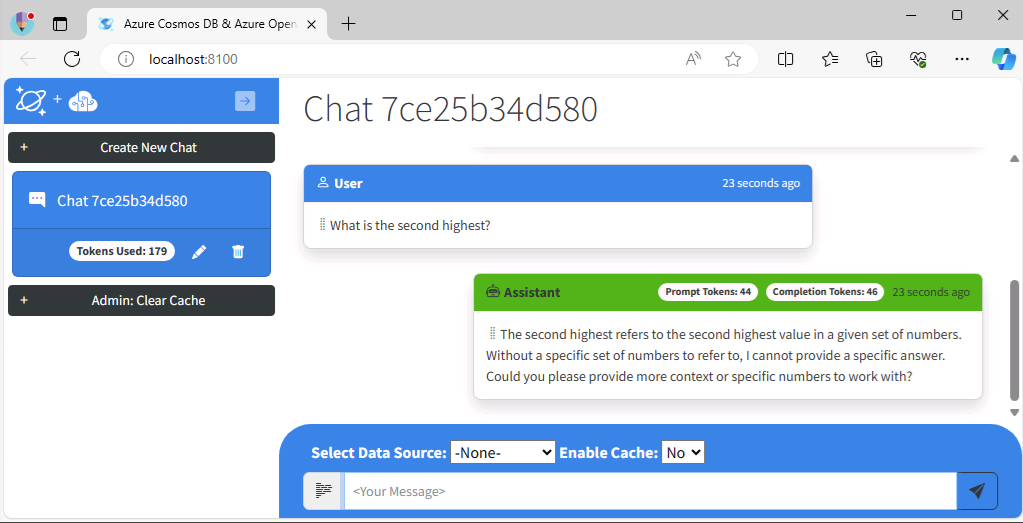 Azure Cosmos DB & Azure Open
localhost:8100
+
+ Create New Chat
Chat 7ce25b34d580
Tokens Used: 179
+ Admin: Clear Cache
Chat 7ce25b34d580
User 23 seconds ago
What is the second highest?
Assistant Prompt Tokens: 44 Completion Tokens: 46 23 seconds ago
The second highest refers to the second highest value in a given set of numbers.
Without a specific set of numbers to refer to, I cannot provide a specific answer.
Could you please provide more context or specific numbers to work with?
Select Data Source: -None- Enable Cache: No
<Your Message>